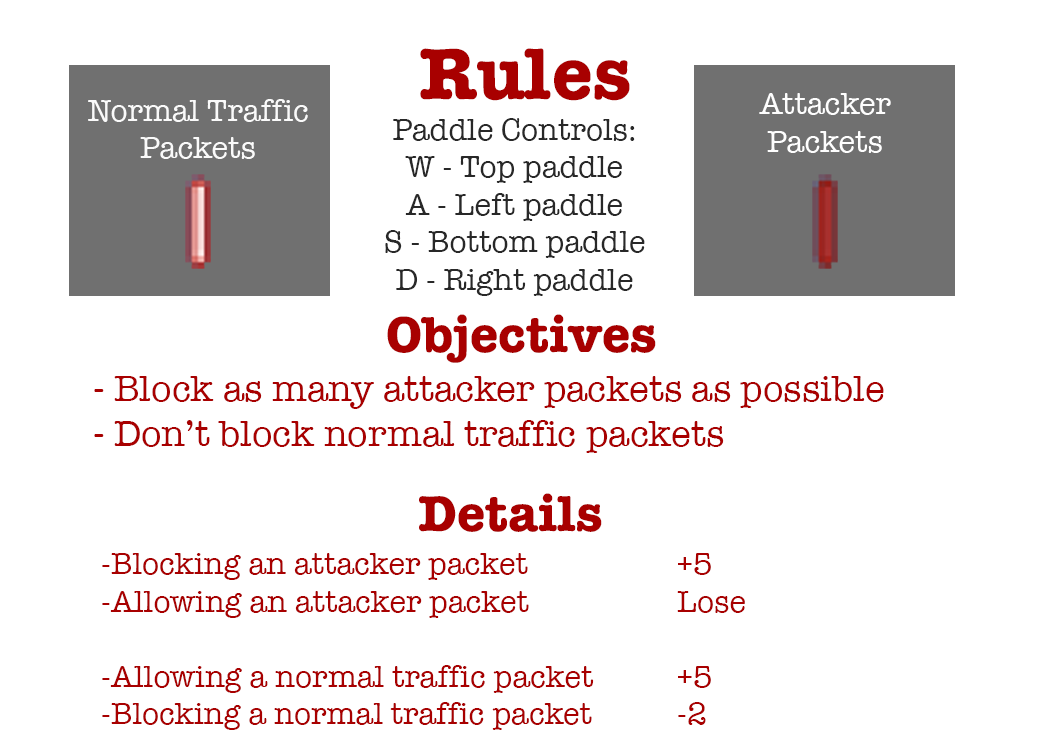 Rules
Normal Traffic
Packets
Attacker
Packets
Paddle Controls:
W - Top paddle
A - Left paddle
S - Bottom paddle
D - Right paddle
Objectives
- Block as many attacker packets as possible
- Don’t block normal traffic packets
Details
-Blocking an attacker packet +5
-Allowing an attacker packet Lose
-Allowing a normal traffic packet +5
-Blocking a normal traffic packet -2